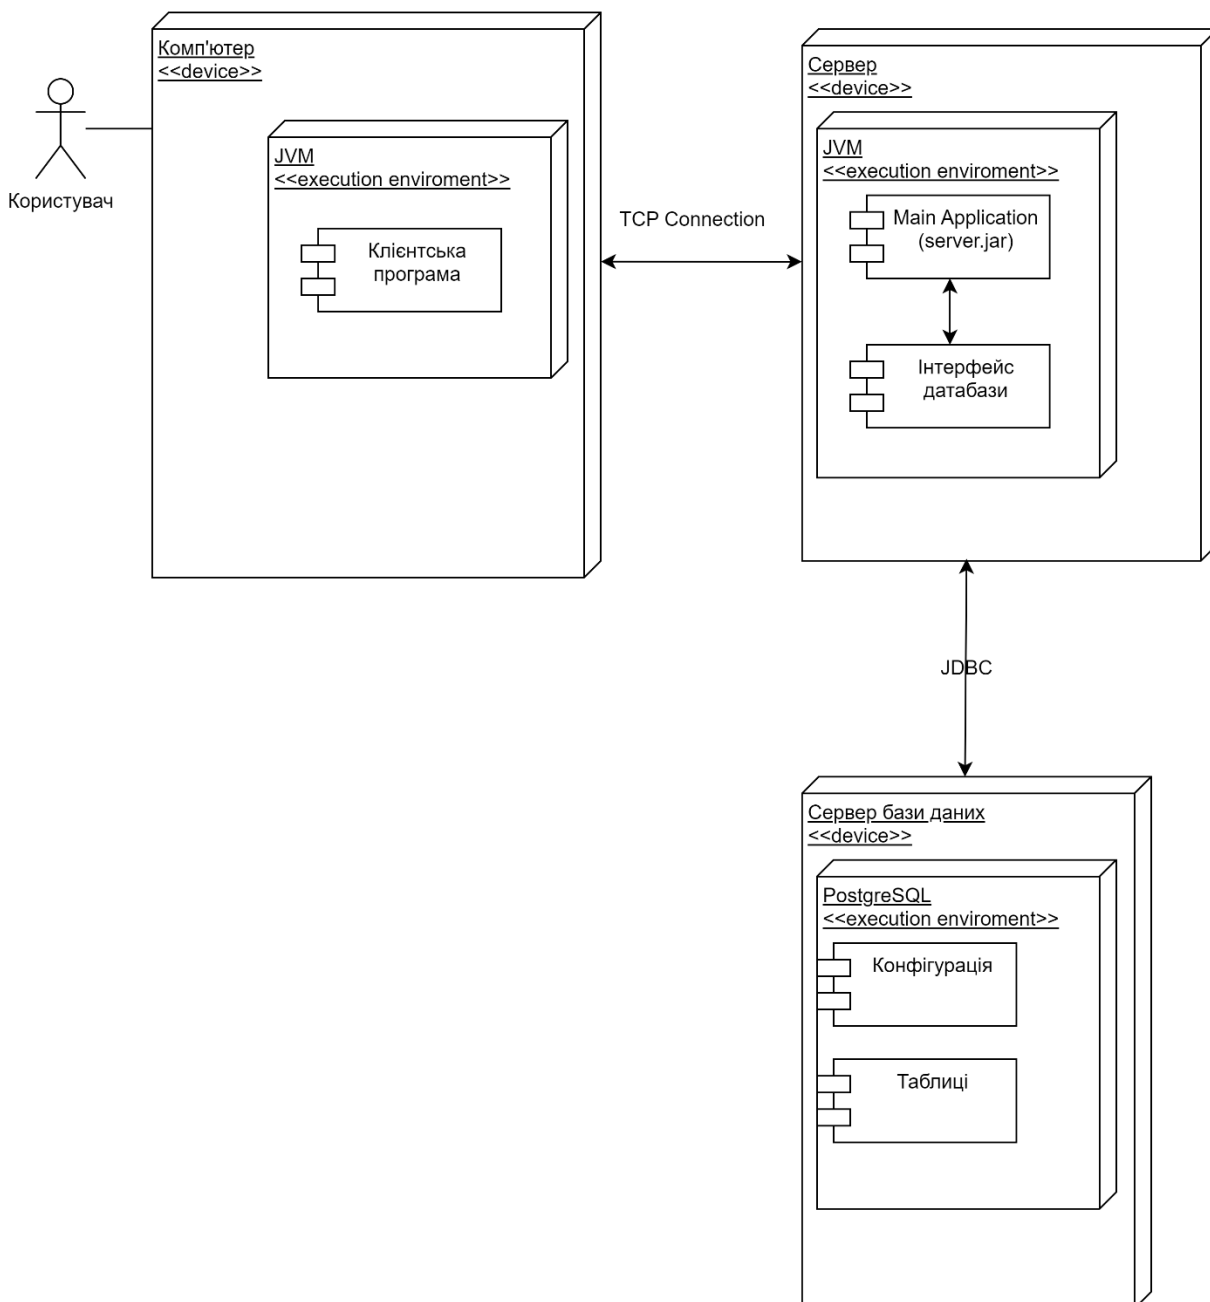 Комп'ютер
<<device>>
Користувач
JVM
<<execution enviroment>>
Клієнтська
програма
TCP Connection
Сервер
<<device>>
JVM
<<execution enviroment>>
Main Application
(server.jar)
Інтерфейс
датабази
JDBC
Сервер бази даних
<<device>>
PostgreSQL
<<execution enviroment>>
Конфігурація
Таблиці